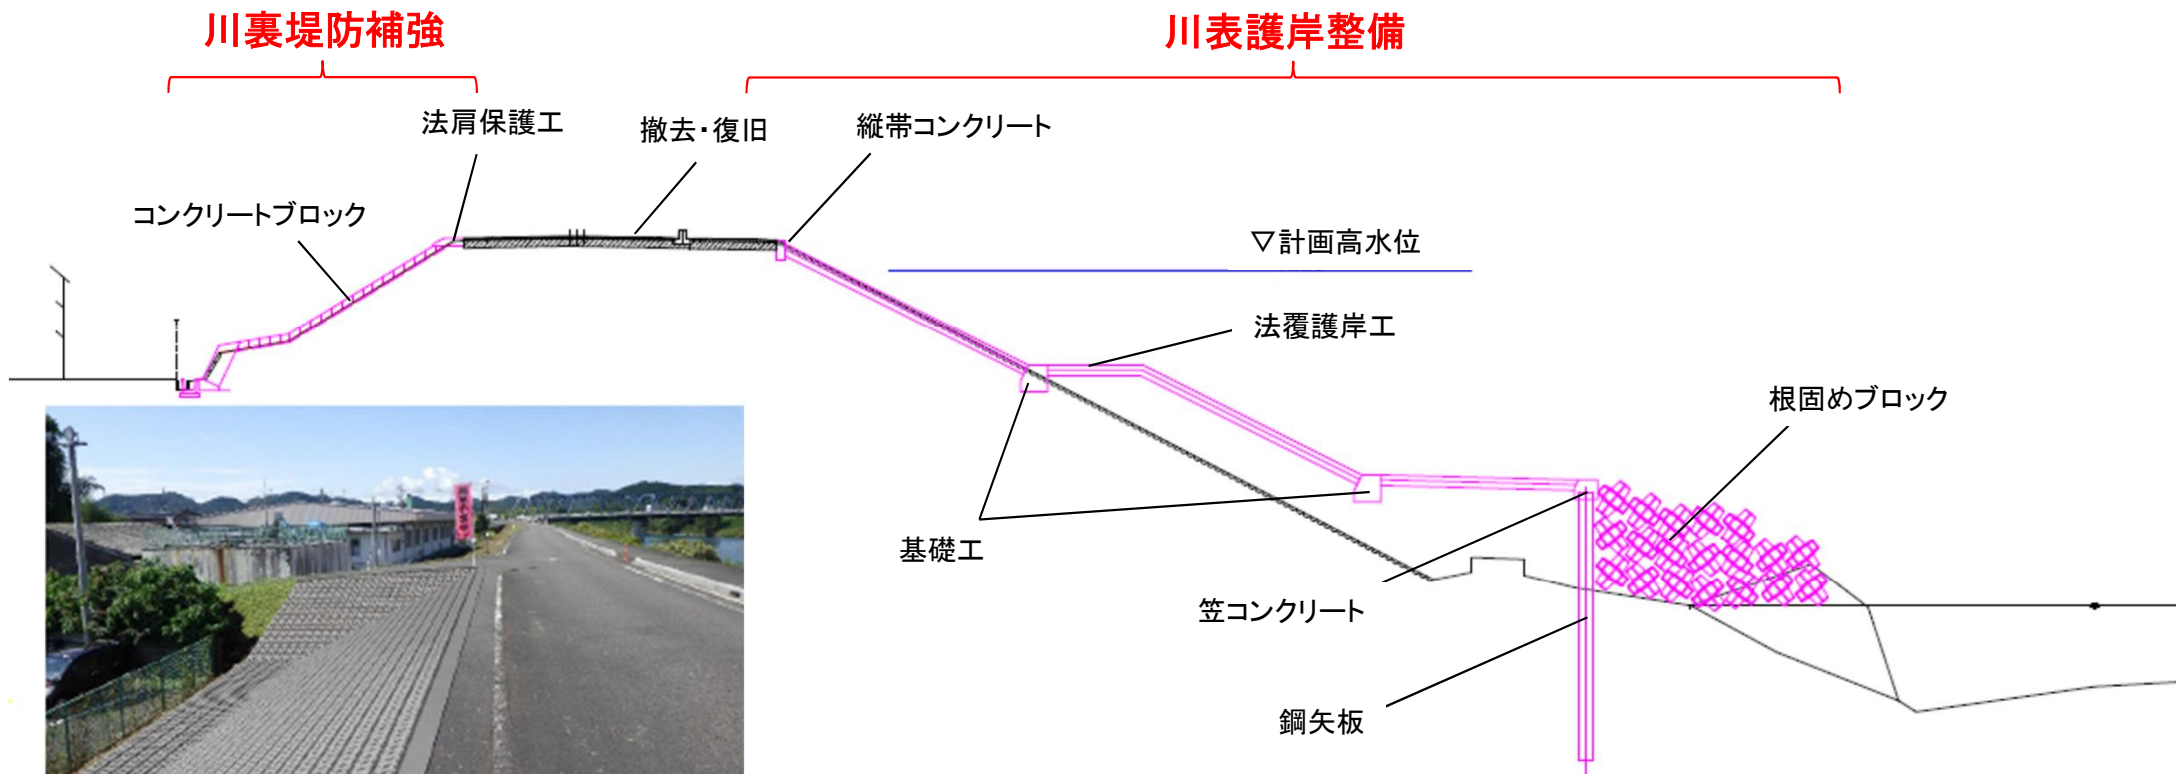 川裏堤防補強
川表護岸整備
法肩保護工
撤去・復旧
縦帯コンクリート
コンクリートブロック
▽計画高水位
法覆護岸工
根固めブロック
基礎工
笠コンクリート
鋼矢板